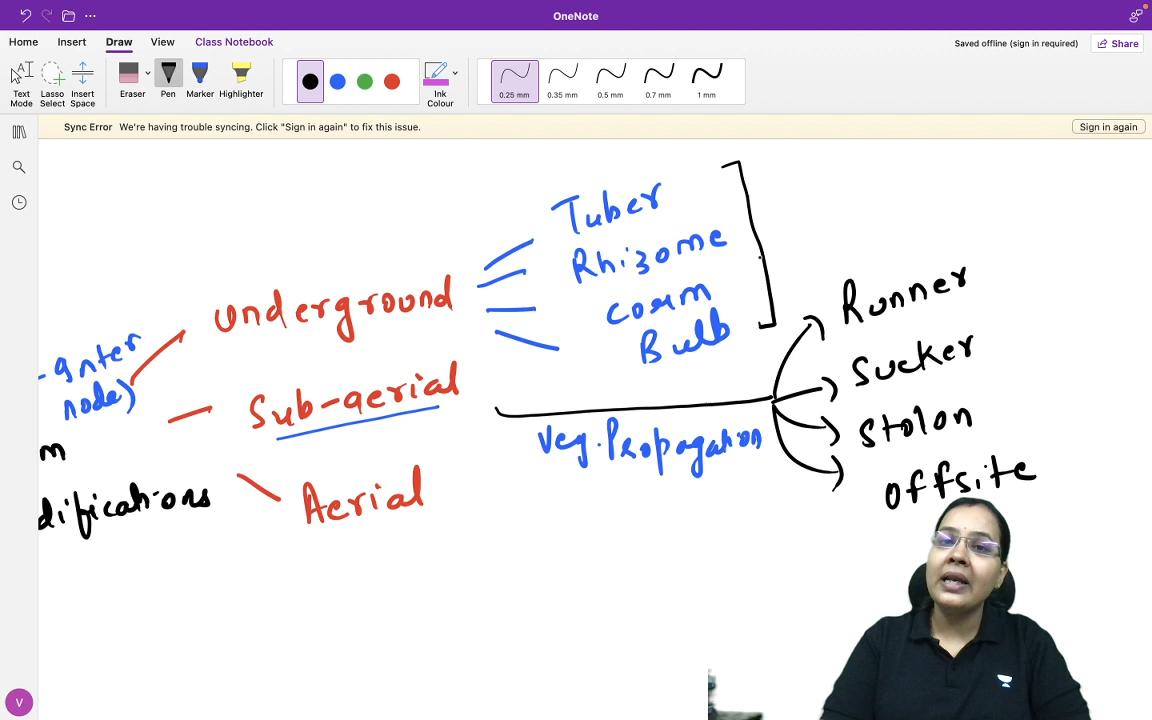 OneNote
Home Insert Draw View Class Notebook
Saved offline (sign in required)
Share
Text Mode
Lasso Select
Insert Space
Eraser
Pen
Marker
Highlighter
Ink Colour
0.25 mm
0.35 mm
0.5 mm
0.7 mm
1 mm
Sync Error We're having trouble syncing. Click "Sign in again" to fix this issue.
Sign in again
Tuber
Rhizome
Corm
Bulb
Underground
-Inter
node)
Sub-aerial
Veg. Propagation
Runner
Sucker
Stolon
offsite
m
difications
Aerial
V